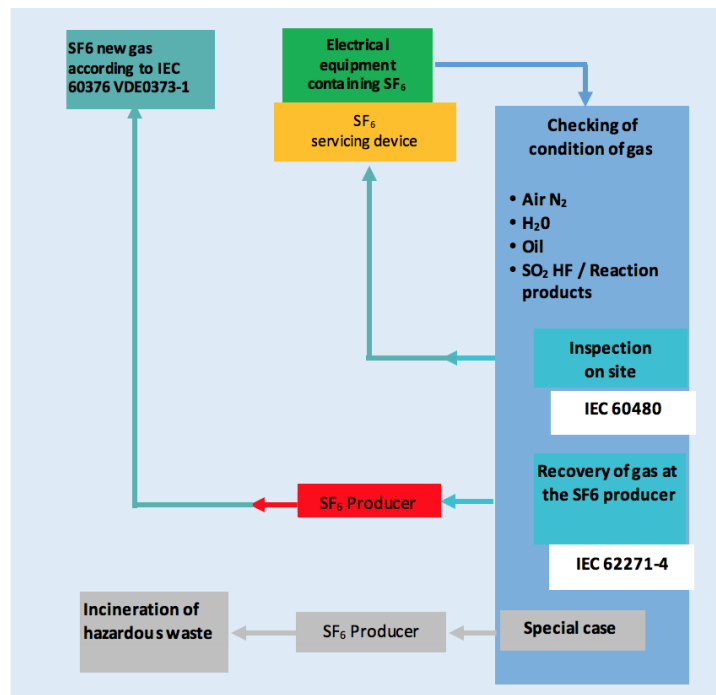 SF6 new gas
according to IEC
60376 VDE0373-1
Electrical
equipment
containing SF₆
SF₆
servicing device
Checking of
condition of gas
• Air N₂
• H₂0
• Oil
• SO₂ HF / Reaction
products
Inspection
on site
IEC 60480
Recovery of gas at
the SF6 producer
SF₆ Producer
IEC 62271-4
Incineration of
hazardous waste
SF₆ Producer
Special case